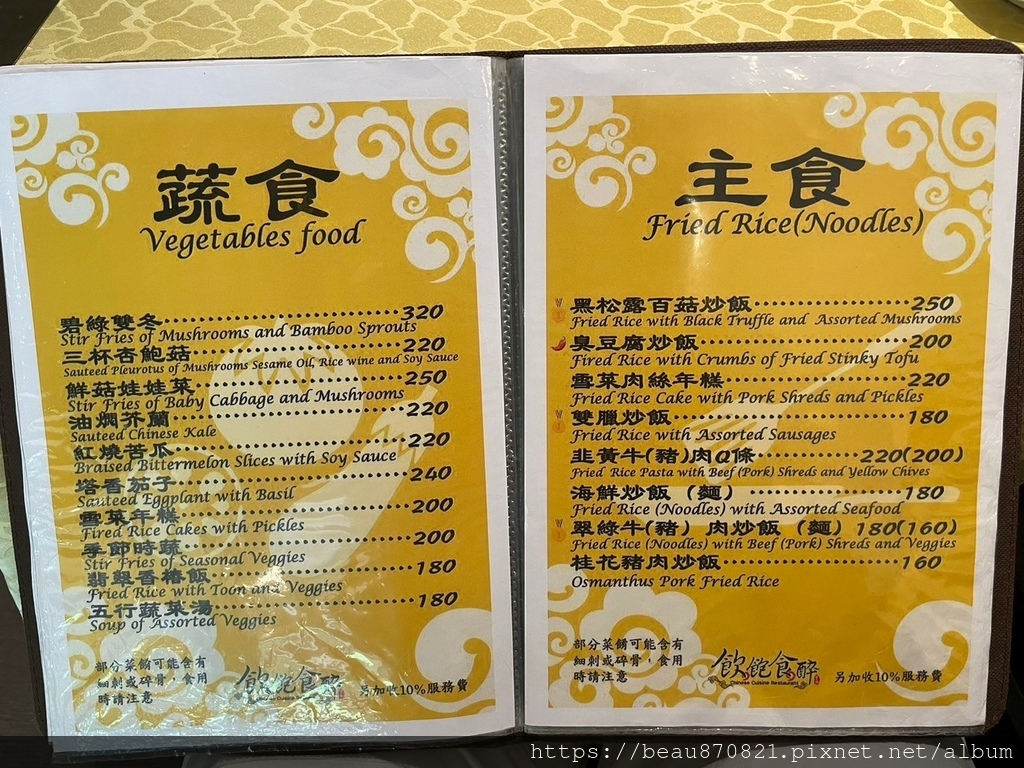 蔬食
Vegetables food
碧綠雙冬 320
Stir Fries of Mushrooms and Bamboo Sprouts
三杯杏鮑菇 220
Sauteed Pleurotus of Mushrooms Sesame Oil, Rice wine and Soy Sauce
鮮菇娃娃菜 250
Stir Fries of Baby Cabbage and Mushrooms
油燜芥蘭 220
Sauteed Chinese Kale
紅燒苦瓜 220
Braised Bittermelon Slices with Soy Sauce
塔香茄子 240
Sauteed Eggplant with Basil
雪菜年糕 200
Fired Rice Cakes with Pickles
季節時蔬 200
Stir Fries of Seasonal Veggies
翡翠香椿飯 180
Fried Rice with Toon and Veggies
五行蔬菜湯 180
Soup of Assorted Veggies
部分菜餚可能含有
細刺或碎骨，食用
時請注意
飲飽食醉
Chinese Cuisine Restaurant
另加收10%服務費
主食
Fried Rice(Noodles)
黑松露百菇炒飯 250
Fried Rice with Black Truffle and Assorted Mushrooms
臭豆腐炒飯 200
Fired Rice with Crumbs of Fried Stinky Tofu
雪菜肉絲年糕 220
Fried Rice Cake with Pork Shreds and Pickles
雙臘炒飯 180
Fried Rice with Assorted Sausages
韭黃牛(豬)肉Q條 220(200)
Fried Rice Pasta with Beef (Pork) Shreds and Yellow Chives
海鮮炒飯（麵） 180
Fried Rice (Noodles) with Assorted Seafood
翠綠牛(豬) 肉炒飯（麵） 180(160)
Fried Rice (Noodles) with Beef (Pork) Shreds and Veggies
桂花豬肉炒飯 160
Osmanthus Pork Fried Rice
部分菜餚可能含有
細刺或碎骨，食用
時請注意
飲飽食醉
Chinese Cuisine Restaurant
另加收10%服務費
https://beau870821.pixnet.net/album